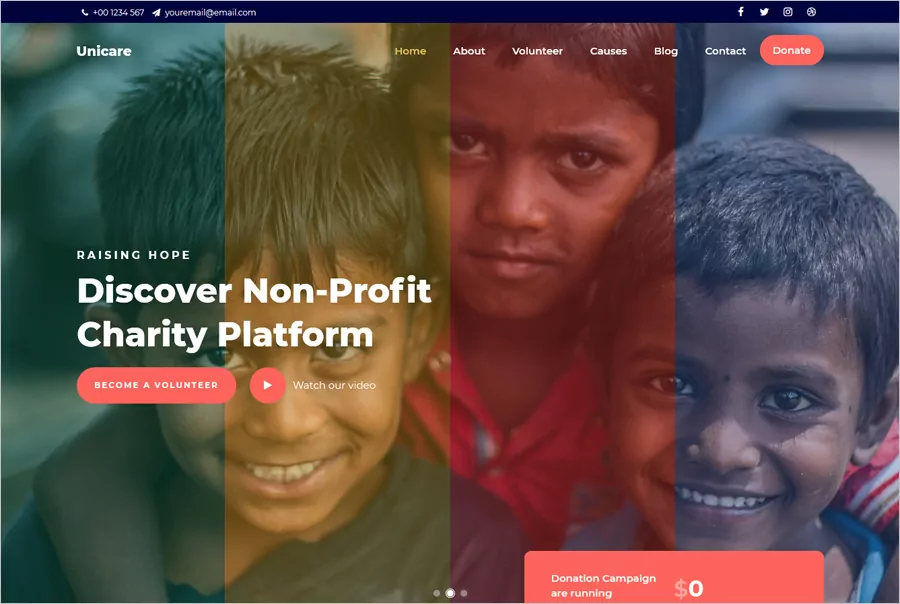 +00 1234 567 youremail@email.com
Unicare
Home About Volunteer Causes Blog Contact Donate
RAISING HOPE
Discover Non-Profit
Charity Platform
BECOME A VOLUNTEER Watch our video
Donation Campaign
are running
$0